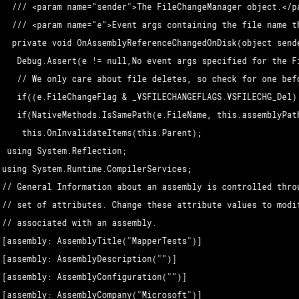 /// <param name="sender">The FileChangeManager object.</pa
/// <param name="e">Event args containing the file name th
private void OnAssemblyReferenceChangedOnDisk(object sende
Debug.Assert(e != null,No event args specified for the Fi
// We only care about file deletes, so check for one befo
if((e.FileChangeFlag & _VSFILECHANGEFLAGS.VSFILECHG_Del)
if(NativeMethods.IsSamePath(e.FileName, this.assemblyPath
this.OnInvalidateItems(this.Parent);
using System.Reflection;
using System.Runtime.CompilerServices;
// General Information about an assembly is controlled throu
// set of attributes. Change these attribute values to modif
// associated with an assembly.
[assembly: AssemblyTitle("MapperTests")]
[assembly: AssemblyDescription("")]
[assembly: AssemblyConfiguration("")]
[assembly: AssemblyCompany("Microsoft")]